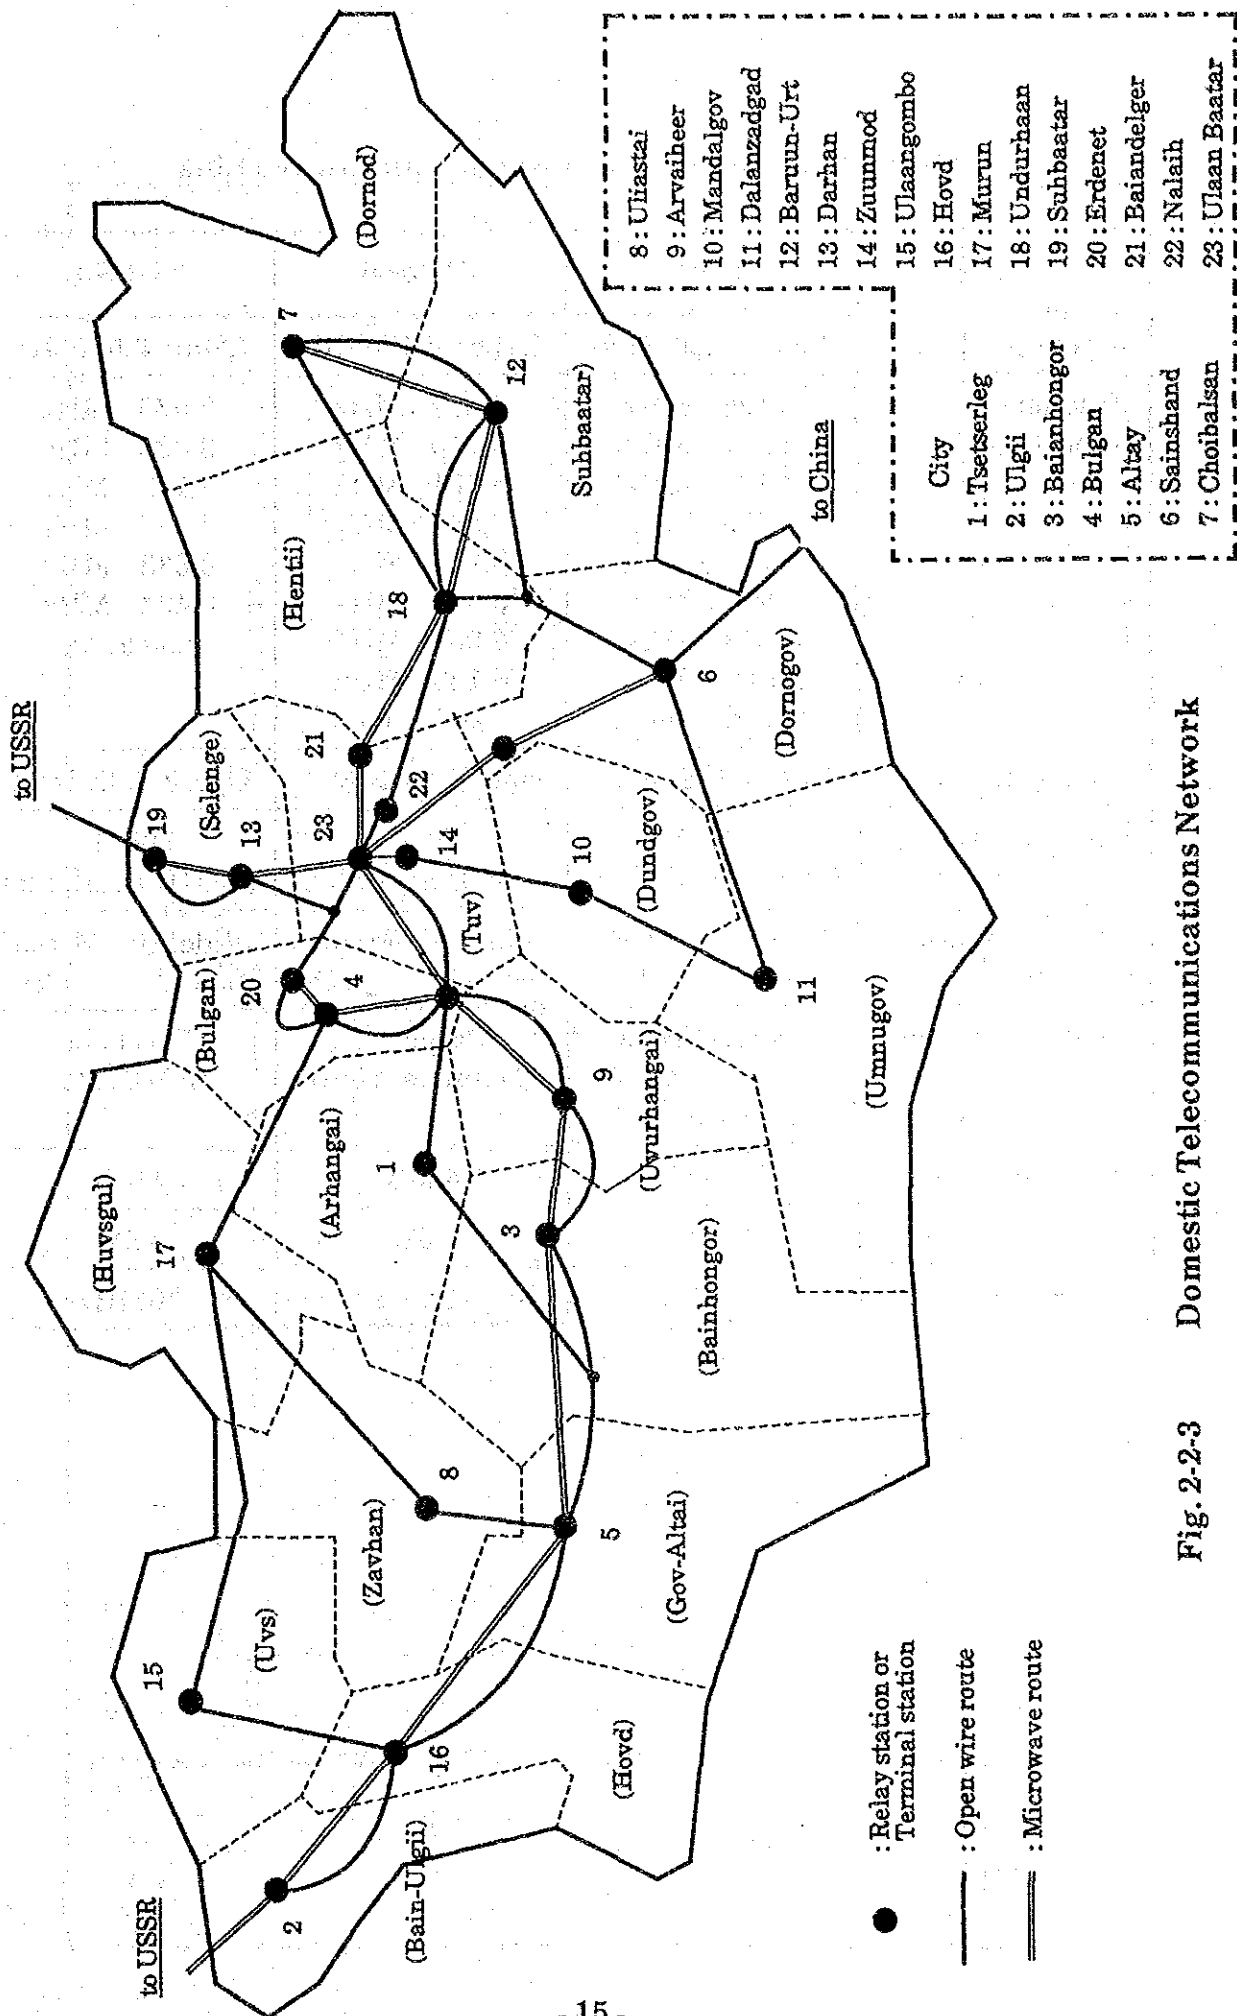 to USSR
to USSR
to China
(Bain-Ulgii)
(Uvs)
(Hovd)
(Zavhan)
(Gov-Altai)
(Huvsgul)
(Arhangai)
(Bainhongor)
(Bulgan)
(Uvurhangai)
(Umnugov)
(Selenge)
(Tuv)
(Dundgov)
(Dornogov)
(Hentii)
(Dornod)
Suhbaatar)
2
15
16
5
8
17
3
1
9
20
4
11
19
13
23
14
10
21
22
6
18
7
12
:Relay station or
Terminal station
:Open wire route
:Microwave route
City
1:Tsetserleg
2:Ulgii
3:Baianhongor
4:Bulgan
5:Altay
6:Sainshand
7:Choibalsan
8:Uliastai
9:Arvaiheer
10:Mandalgov
11:Dalanzadgad
12:Baruun-Urt
13:Darhan
14:Zuunmod
15:Ulaangombo
16:Hovd
17:Murun
18:Undurhaan
19:Suhbaatar
20:Erdenet
21:Baiandelger
22:Nalaih
23:Ulaan Baatar
Fig. 2-2-3 Domestic Telecommunications Network
- 15 -